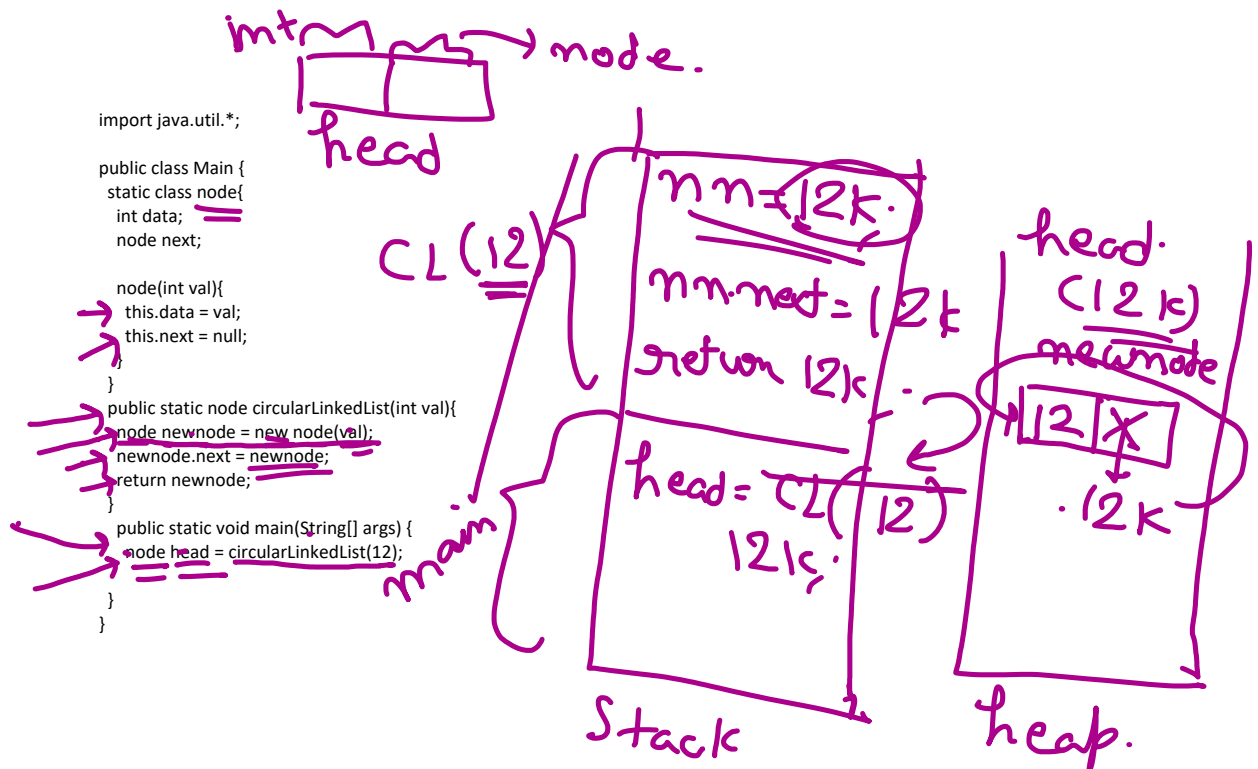 int
node.
head
import java.util.*;
public class Main {
static class node{
int data;
node next;
node(int val){
this.data = val;
this.next = null;
}
}
public static node circularLinkedList(int val){
node newnode = new node(val);
newnode.next = newnode;
return newnode;
}
public static void main(String[] args) {
node head = circularLinkedList(12);
}
}
CL(12)
nn=12k.
nn.next=12k
return 12k.
main
head= CL(12)
12k.
Stack
head.
(12k)
newnode
12 X
.12k
heap.